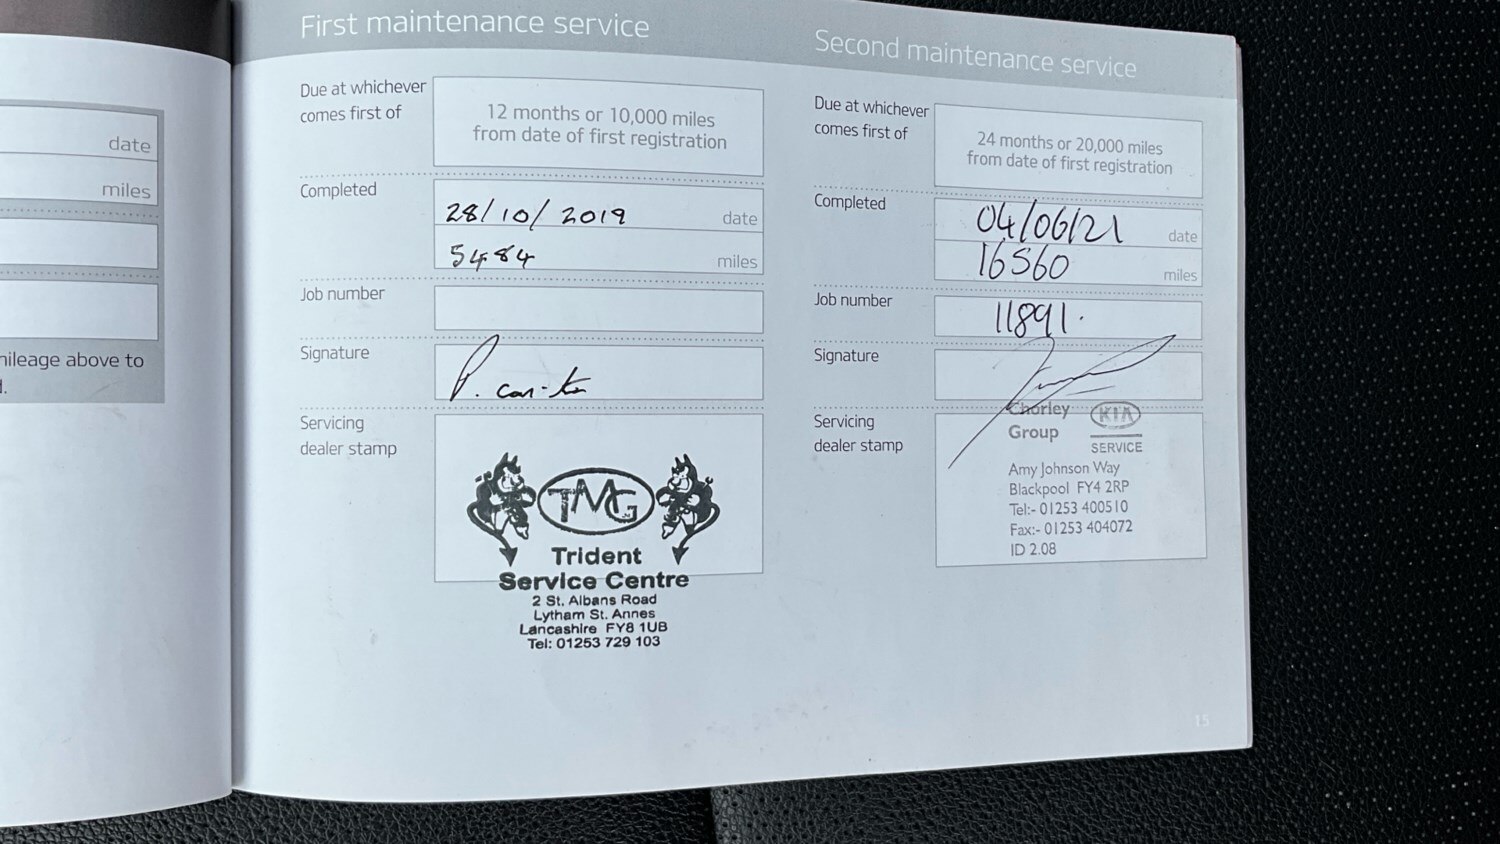 date
miles
ileage above to
First maintenance service
Due at whichever
comes first of
12 months or 10,000 miles
from date of first registration
Completed
28/10/2019 date
5484 miles
Job number
Signature
P.
Servicing
dealer stamp
TMG
Trident
Service Centre
2 St. Albans Road
Lytham St. Annes
Lancashire FY8 1UB
Tel: 01253 729 103
Second maintenance service
Due at whichever
comes first of
24 months or 20,000 miles
from date of first registration
Completed
04/06/21 date
16560 miles
Job number
11891.
Signature
Servicing
dealer stamp
Chorley
Group
KIA
SERVICE
Amy Johnson Way
Blackpool FY4 2RP
Tel:- 01253 400510
Fax:- 01253 404072
ID 2.08
15